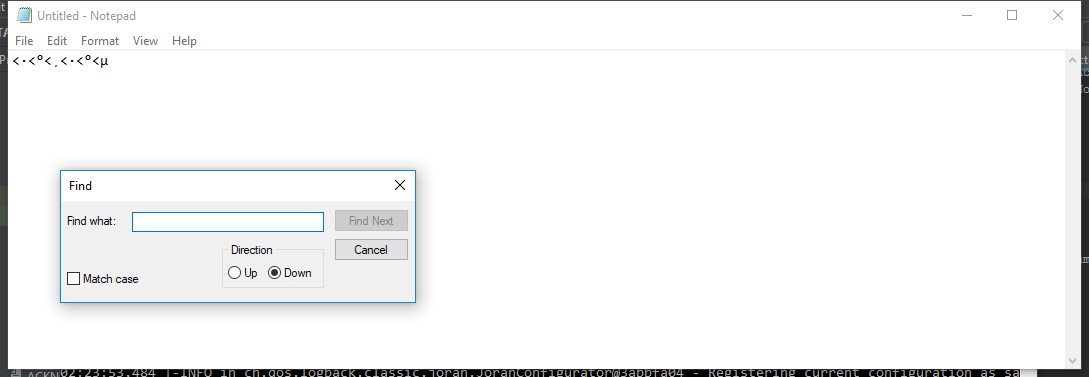 Untitled - Notepad
File Edit Format View Help
<·<º<¸<·<º<µ
Find
Find what:
Find Next
Direction
Cancel
Up Down
Match case
02:23:53.484 |-INFO in ch.qos.logback.classic.joran.JoranConfigurator@3abbfa04 - Registering current configuration as sa